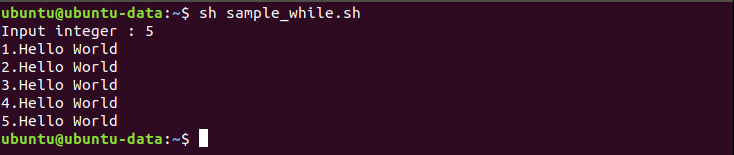 ubuntu@ubuntu-data:~$ sh sample_while.sh
Input integer : 5
1.Hello World
2.Hello World
3.Hello World
4.Hello World
5.Hello World
ubuntu@ubuntu-data:~$